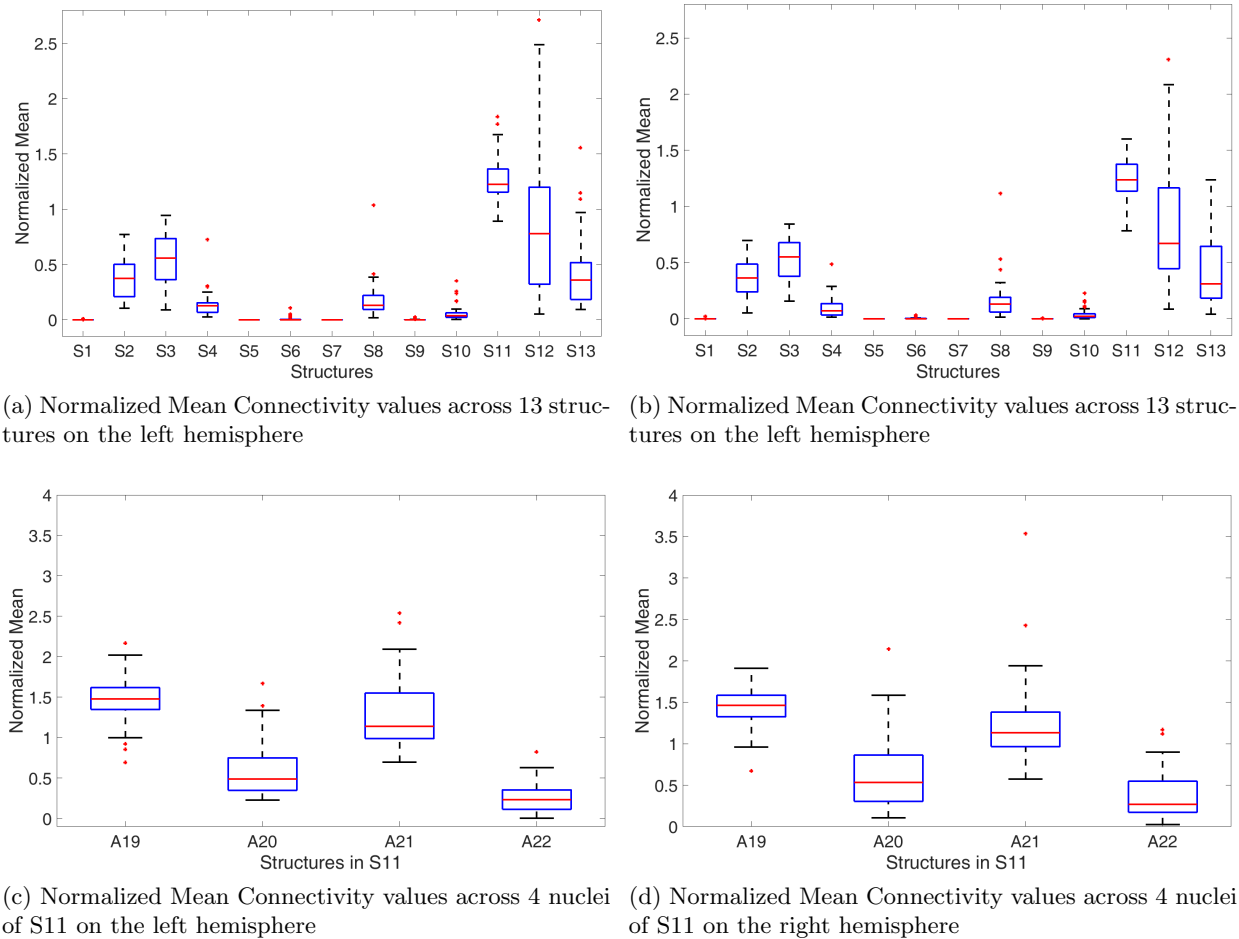 2.5
2
1.5
1
0.5
0
Normalized Mean
S1 S2 S3 S4 S5 S6 S7 S8 S9 S10 S11 S12 S13
Structures
(a) Normalized Mean Connectivity values across 13 struc-
tures on the left hemisphere
2.5
2
1.5
1
0.5
0
Normalized Mean
S1 S2 S3 S4 S5 S6 S7 S8 S9 S10 S11 S12 S13
Structures
(b) Normalized Mean Connectivity values across 13 struc-
tures on the left hemisphere
4
3.5
3
2.5
2
1.5
1
0.5
0
Normalized Mean
A19 A20 A21 A22
Structures in S11
(c) Normalized Mean Connectivity values across 4 nuclei
of S11 on the left hemisphere
4
3.5
3
2.5
2
1.5
1
0.5
0
Normalized Mean
A19 A20 A21 A22
Structures in S11
(d) Normalized Mean Connectivity values across 4 nuclei
of S11 on the right hemisphere